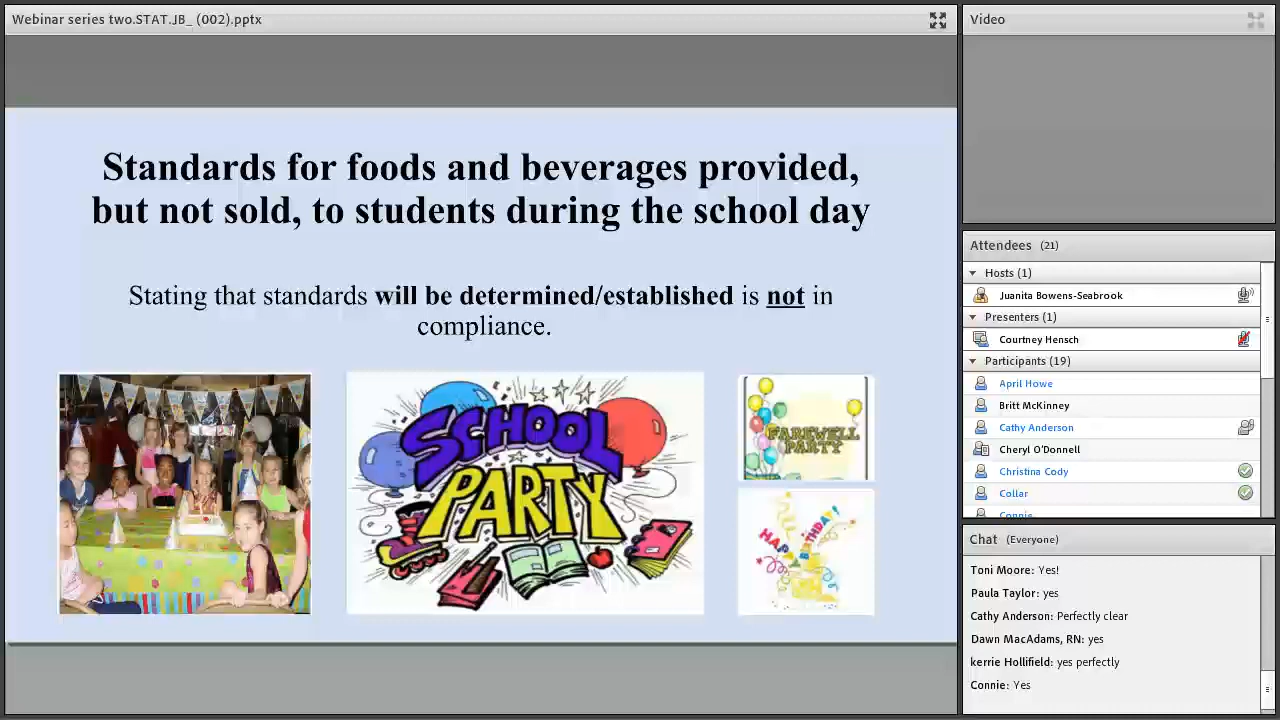 Webinar series two.STAT.JB_ (002).pptx
Standards for foods and beverages provided,
but not sold, to students during the school day
Stating that standards will be determined/established is not in
compliance.
SCHOOL
PARTY
FAREWELL
PARTY
HAPPY BIRTHDAY!
Video
Attendees (21)
Hosts (1)
Juanita Bowens-Seabrook
Presenters (1)
Courtney Hensch
Participants (19)
April Howe
Britt McKinney
Cathy Anderson
Cheryl O'Donnell
Christina Cody
Collar
Connie
Chat (Everyone)
Toni Moore: Yes!
Paula Taylor: yes
Cathy Anderson: Perfectly clear
Dawn MacAdams, RN: yes
kerrie Hollifield: yes perfectly
Connie: Yes